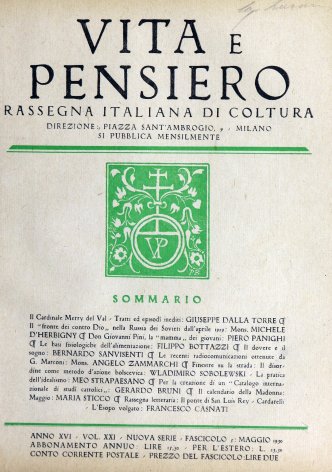 VITA E
PENSIERO
RASSEGNA ITALIANA DI COLTURA
DIREZIONE: PIAZZA SANT'AMBROGIO, 9 - MILANO
SI PUBBLICA MENSILMENTE
VP
SOMMARIO
Il Cardinale Merry del Val - Tratti ed episodi inediti: GIUSEPPE DALLA TORRE ¶
Il "fronte contro Dio„ nella Russia dei Sovieti dall'aprile 1929: Mons. MICHELE
D'HERBIGNY ¶ Don Giovanni Pini, la "mamma„ dei giovani: PIERO PANIGHI
¶ Le basi fisiologiche dell'alimentazione: FILIPPO BOTTAZZI ¶ Il dovere e il
sogno: BERNARDO SANVISENTI ¶ Le recenti radiocomunicazioni ottenute da
G. Marconi: Mons. ANGELO ZAMMARCHI ¶ Finestre su la strada: Il disor-
dine come metodo d'azione bolscevica: WLADIMIRO SOBOLEWSKI - La pratica
dell'idealismo: MEO STRAPAESANO ¶ Per la creazione di un "Catalogo interna-
zionale di studi cattolici„: GERARDO BRUNI ¶ Il calendario della Madonna:
MARIA STICCO ¶ Rassegna letteraria: Il ponte di San Luis Rey - Cardarelli
L'Esopo volgato: FRANCESCO CASNATI
ANNO XVI - VOL. XXI - NUOVA SERIE - FASCICOLO 5: MAGGIO 1930
ABBONAMENTO ANNUO: LIRE 17.30 - PER L'ESTERO: L.
CONTO CORRENTE POSTALE - PREZZO DEL FASCICOLO: LIRE DUE